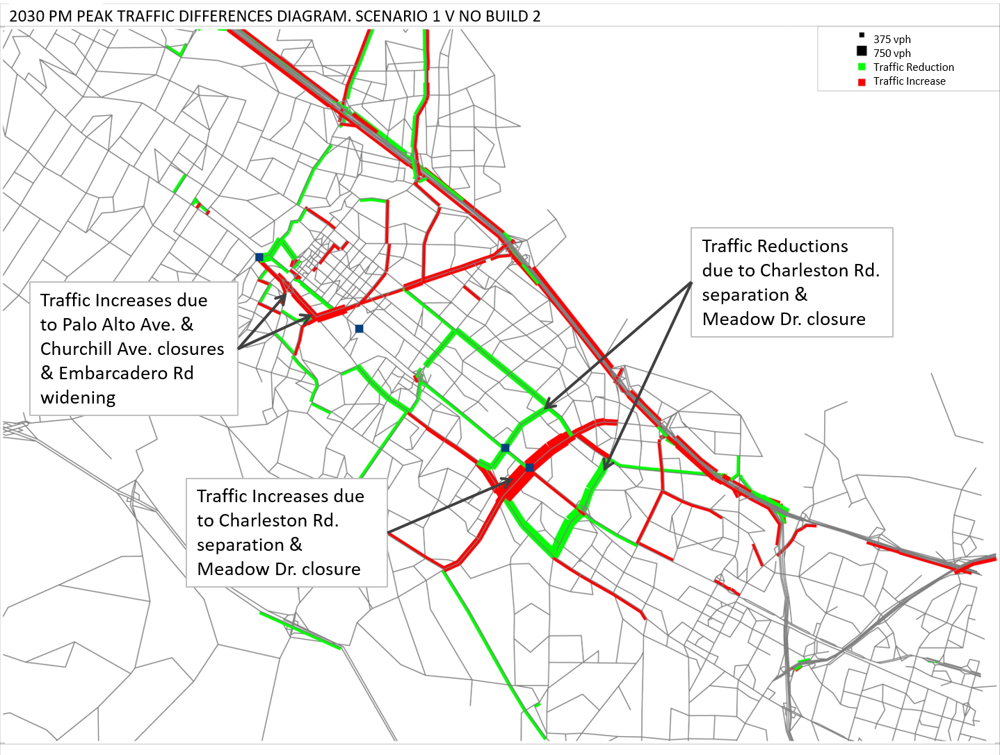 2030 PM PEAK TRAFFIC DIFFERENCES DIAGRAM. SCENARIO 1 V NO BUILD 2
375 vph
750 vph
Traffic Reduction
Traffic Increase
Traffic Reductions
due to Charleston Rd.
separation &
Meadow Dr. closure
Traffic Increases due
to Palo Alto Ave. &
Churchill Ave. closures
& Embarcadero Rd
widening
Traffic Increases due
to Charleston Rd.
separation &
Meadow Dr. closure